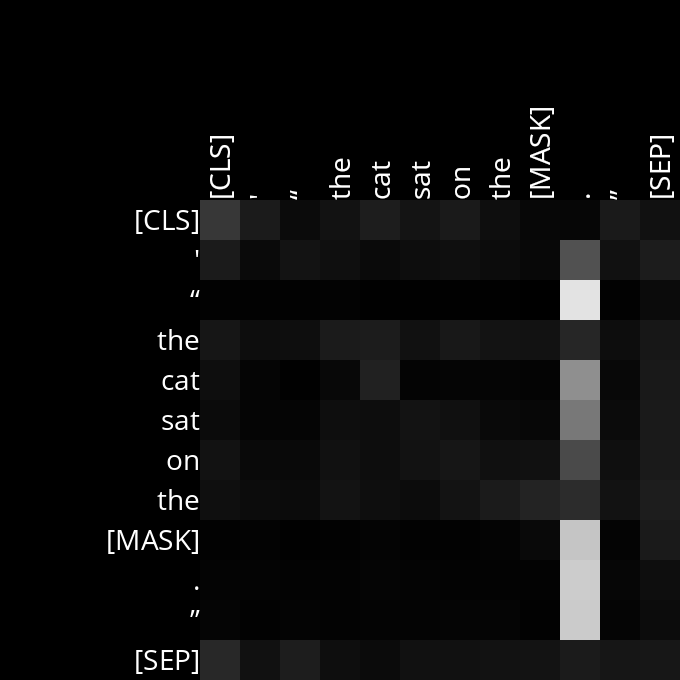 [CLS] ' “ the cat sat on the [MASK] . ” [SEP]
[CLS]
'
“
the
cat
sat
on
the
[MASK]
.
”
[SEP]